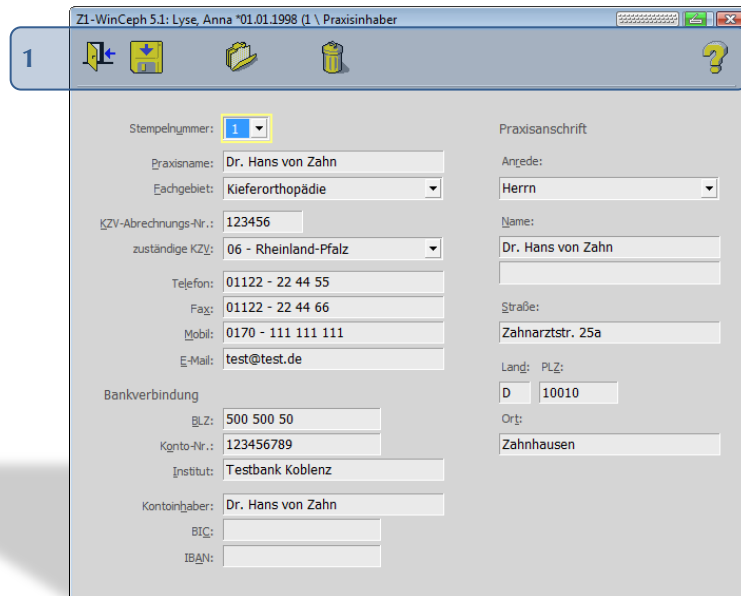 Z1-WinCeph 5.1: Lyse, Anna *01.01.1998 (1 \ Praxisinhaber
1
Stempelnummer: 1
Praxisname: Dr. Hans von Zahn
Fachgebiet: Kieferorthopädie
KZV-Abrechnungs-Nr.: 123456
zuständige KZV: 06 - Rheinland-Pfalz
Telefon: 01122 - 22 44 55
Fax: 01122 - 22 44 66
Mobil: 0170 - 111 111 111
E-Mail: test@test.de
Bankverbindung
BLZ: 500 500 50
Konto-Nr.: 123456789
Institut: Testbank Koblenz
Kontoinhaber: Dr. Hans von Zahn
BIC:
IBAN:
Praxisanschrift
Anrede:
Herrn
Name:
Dr. Hans von Zahn
Straße:
Zahnarztstr. 25a
Land: PLZ:
D 10010
Ort:
Zahnhausen